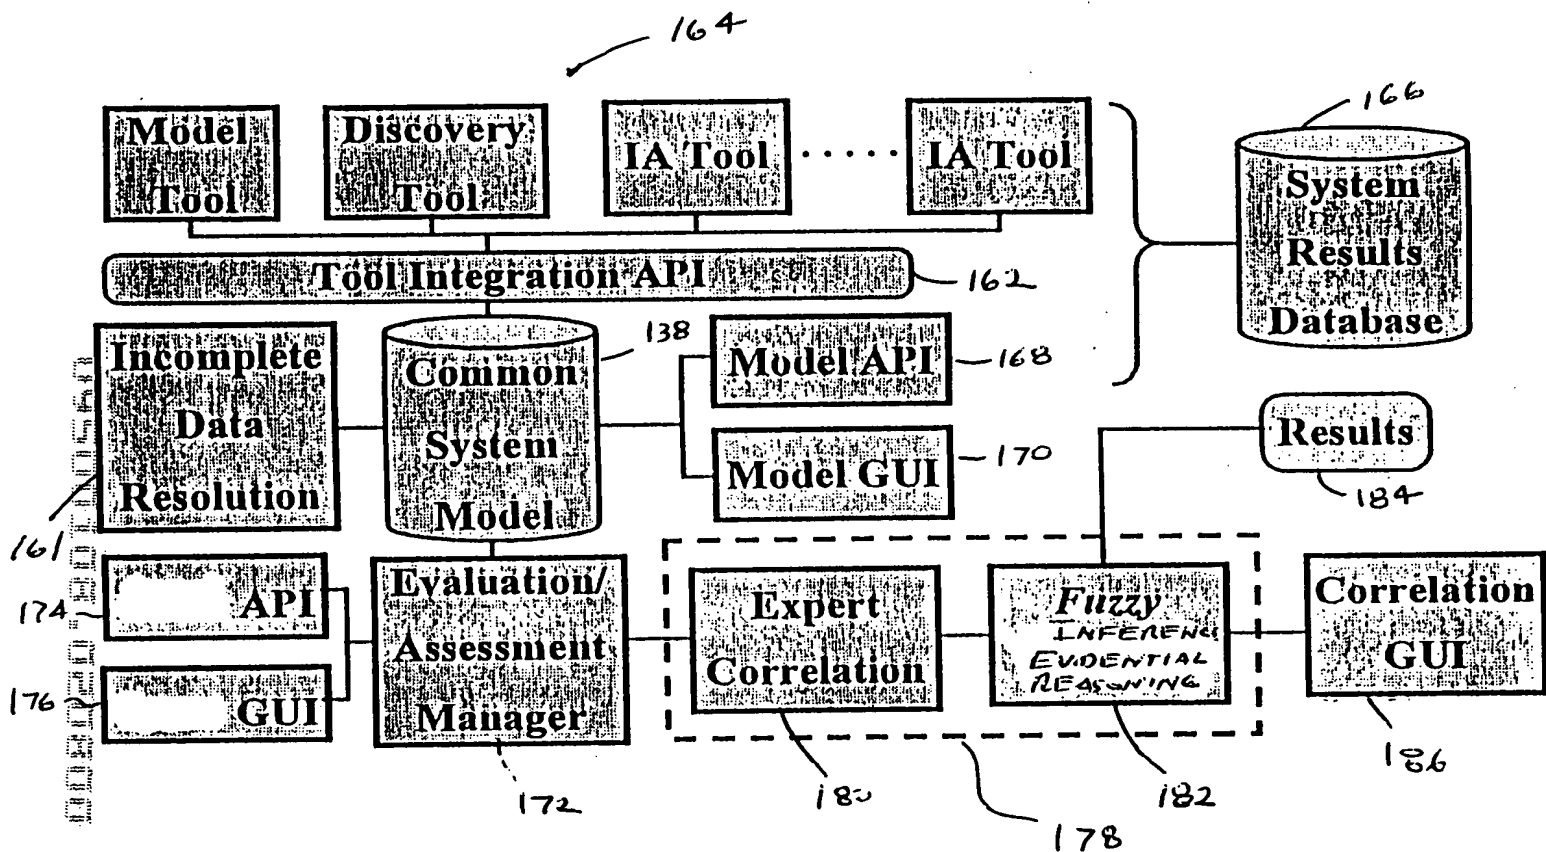 164
166
Model
Tool
Discovery
Tool
IA Tool
.....
IA Tool
System
Results
Database
Tool Integration API
162
Incomplete
Data
Resolution
161
Common
System
Model
138
Model API
168
Model GUI
170
Results
184
API
174
GUI
176
Evaluation/
Assessment
Manager
172
Expert
Correlation
180
Fuzzy
INFERENCE
EVIDENTIAL
REASONING
182
178
Correlation
GUI
186